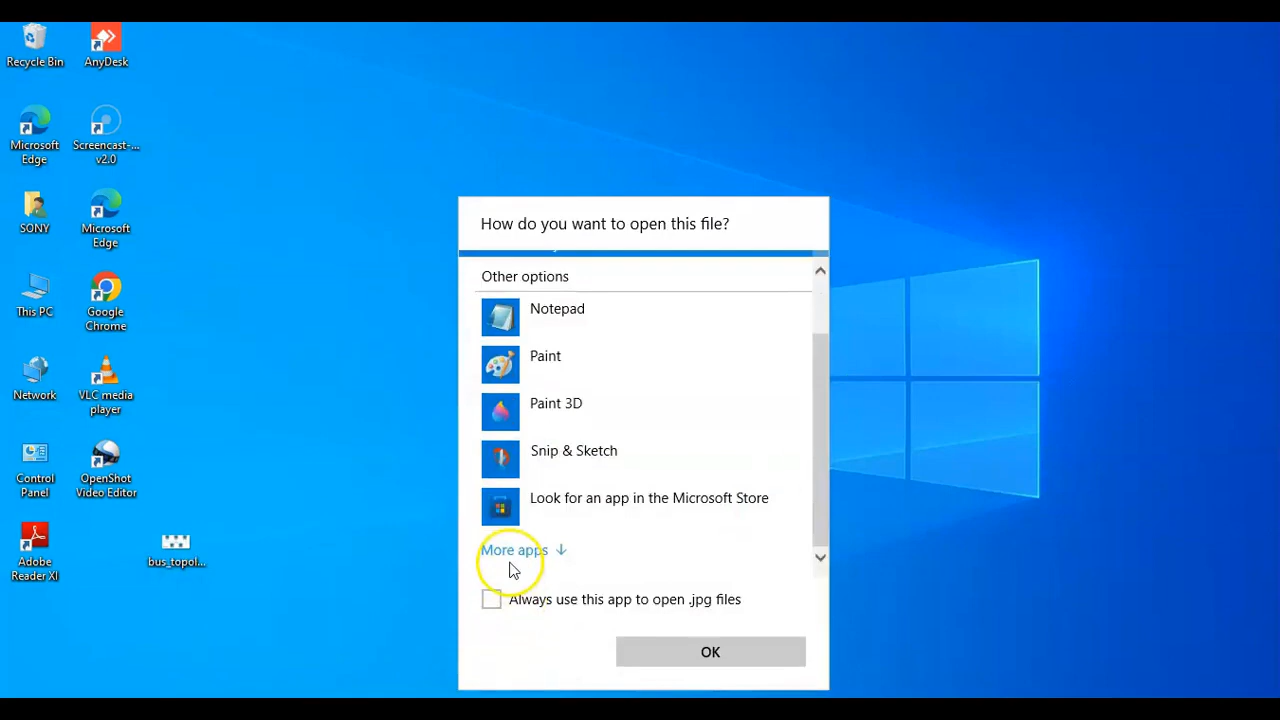 Recycle Bin
AnyDesk
Microsoft
Edge
Screencast-...
v2.0
SONY
Microsoft
Edge
This PC
Google
Chrome
Network
VLC media
player
Control
Panel
OpenShot
Video Editor
Adobe
Reader XI
bus_topol...
How do you want to open this file?
Other options
Notepad
Paint
Paint 3D
Snip & Sketch
Look for an app in the Microsoft Store
More apps ↓
Always use this app to open .jpg files
OK